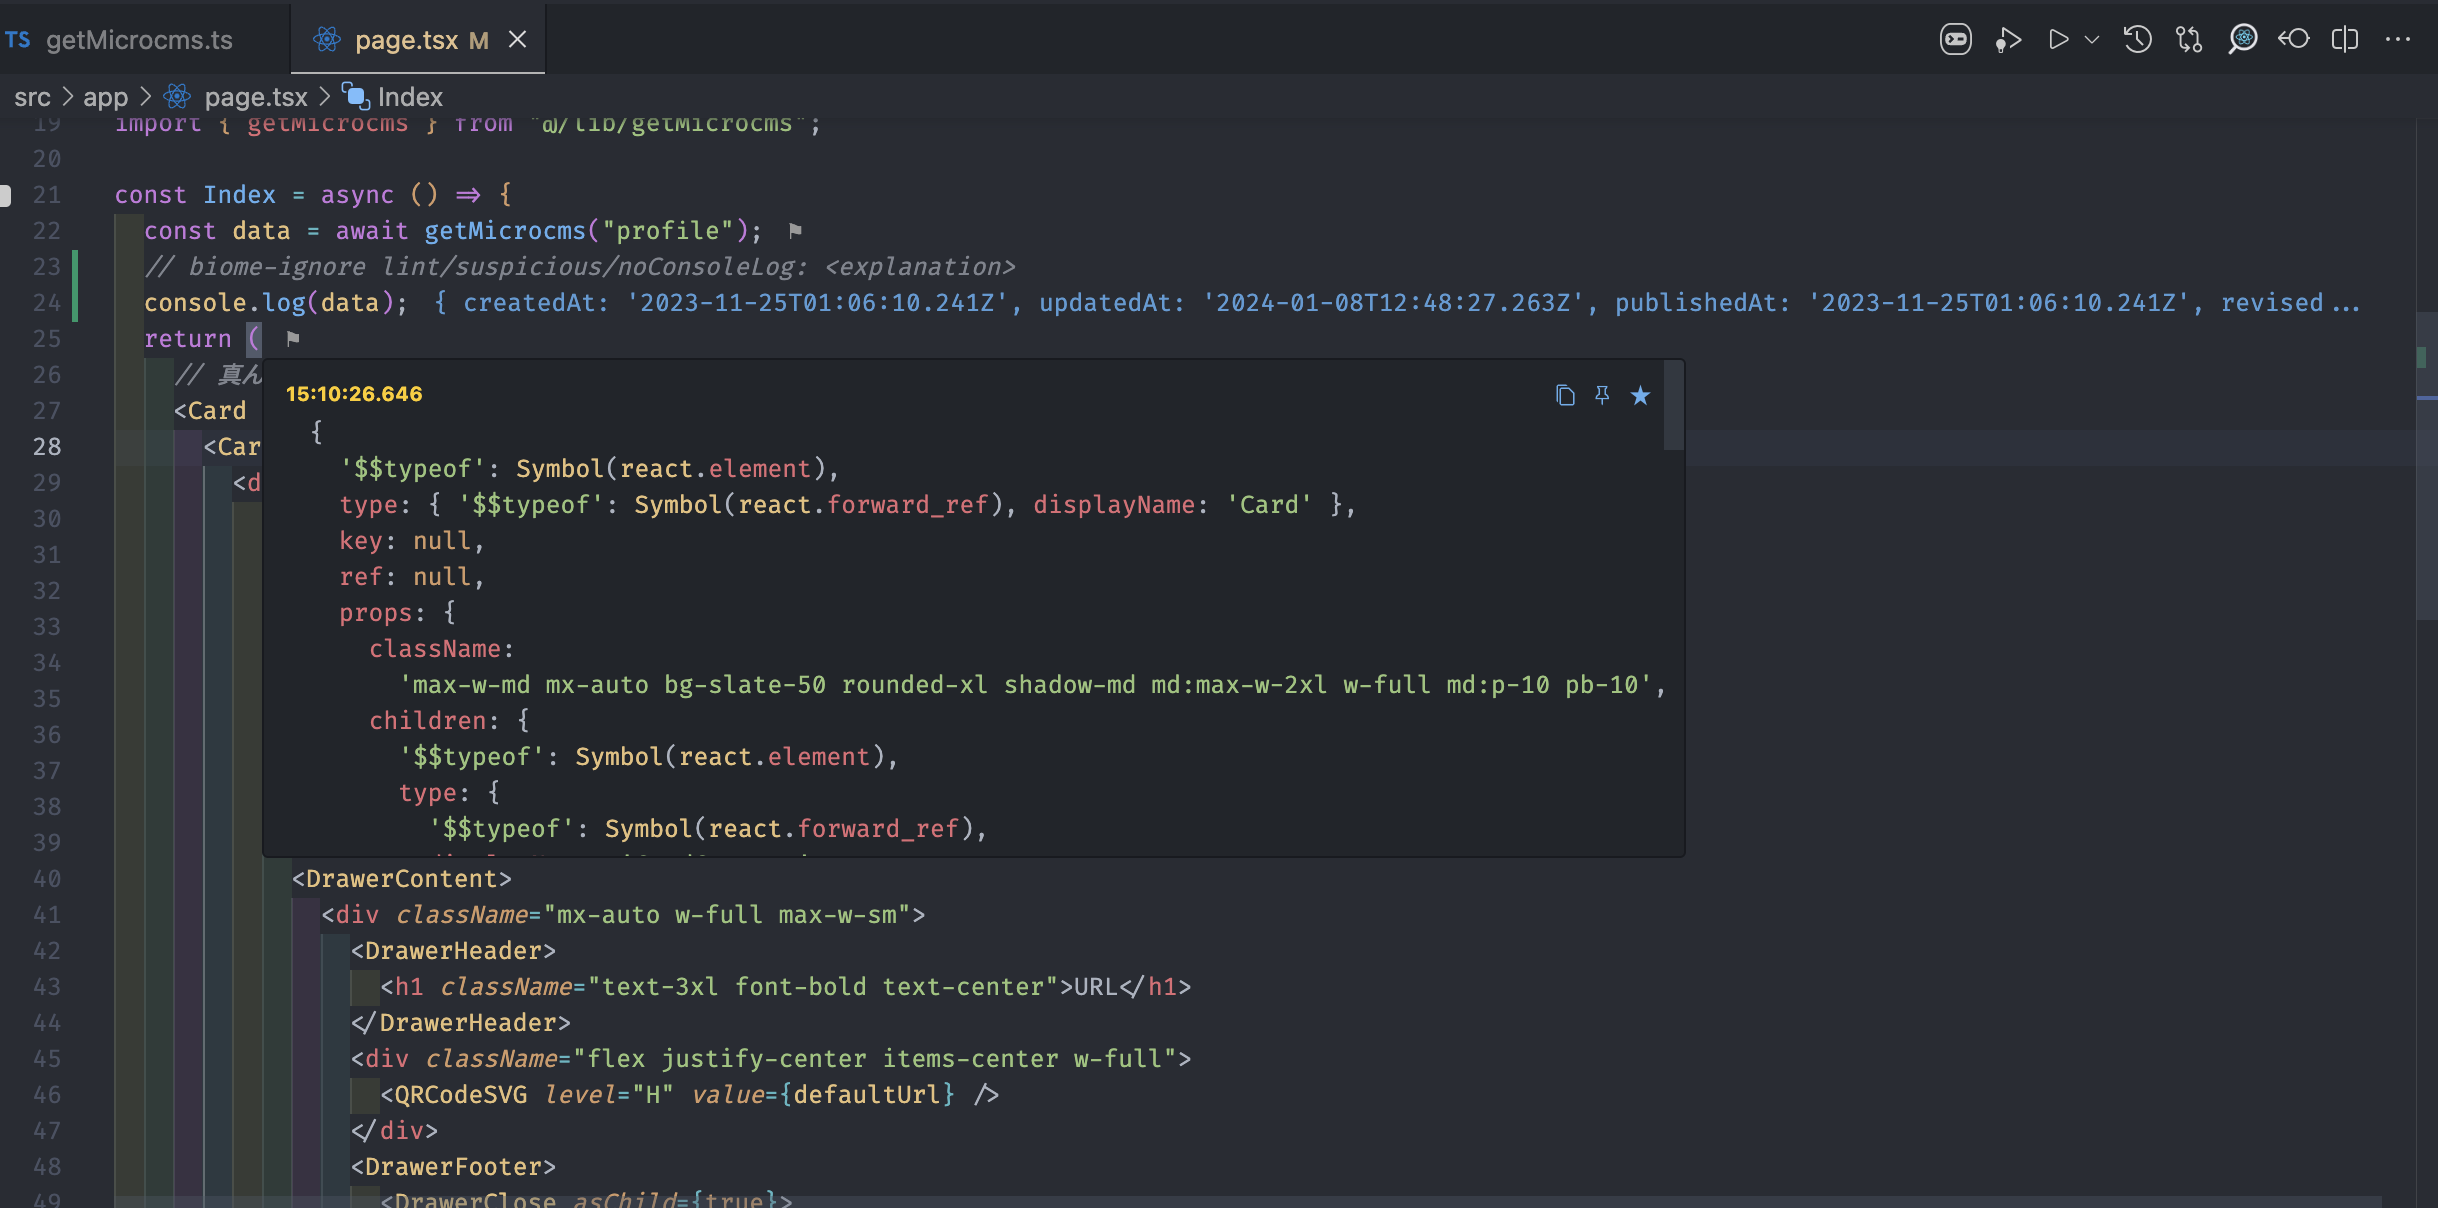 TS getMicrocms.ts page.tsx M
src > app > page.tsx > Index
19 import { getMicrocms } from "@/lib/getMicrocms";
20
21 const Index = async () => {
22 const data = await getMicrocms("profile");
23 // biome-ignore lint/suspicious/noConsoleLog: <explanation>
24 console.log(data); { createdAt: '2023-11-25T01:06:10.241Z', updatedAt: '2024-01-08T12:48:27.263Z', publishedAt: '2023-11-25T01:06:10.241Z', revised ...
25 return (
26 // 真ん
27 <Card
28 <Car
29 <d
30
31
32
33
34
35
36
37
38
39
15:10:26.646
{
'$$typeof': Symbol(react.element),
type: { '$$typeof': Symbol(react.forward_ref), displayName: 'Card' },
key: null,
ref: null,
props: {
className:
'max-w-md mx-auto bg-slate-50 rounded-xl shadow-md md:max-w-2xl w-full md:p-10 pb-10',
children: {
'$$typeof': Symbol(react.element),
type: {
'$$typeof': Symbol(react.forward_ref),
40 <DrawerContent>
41 <div className="mx-auto w-full max-w-sm">
42 <DrawerHeader>
43 <h1 className="text-3xl font-bold text-center">URL</h1>
44 </DrawerHeader>
45 <div className="flex justify-center items-center w-full">
46 <QRCodeSVG level="H" value={defaultUrl} />
47 </div>
48 <DrawerFooter>
49 <DrawerClose asChild={true}>